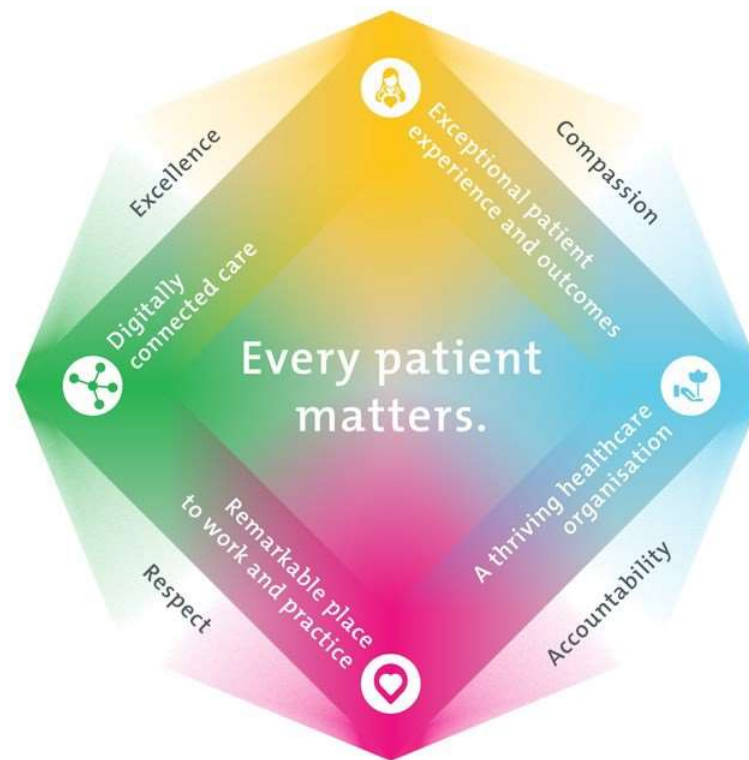 Excellence
Compassion
Exceptional patient
experience and outcomes
Digitally
connected care
Every patient
matters.
Remarkable place
to work and practice
A thriving healthcare
organisation
Respect
Accountability